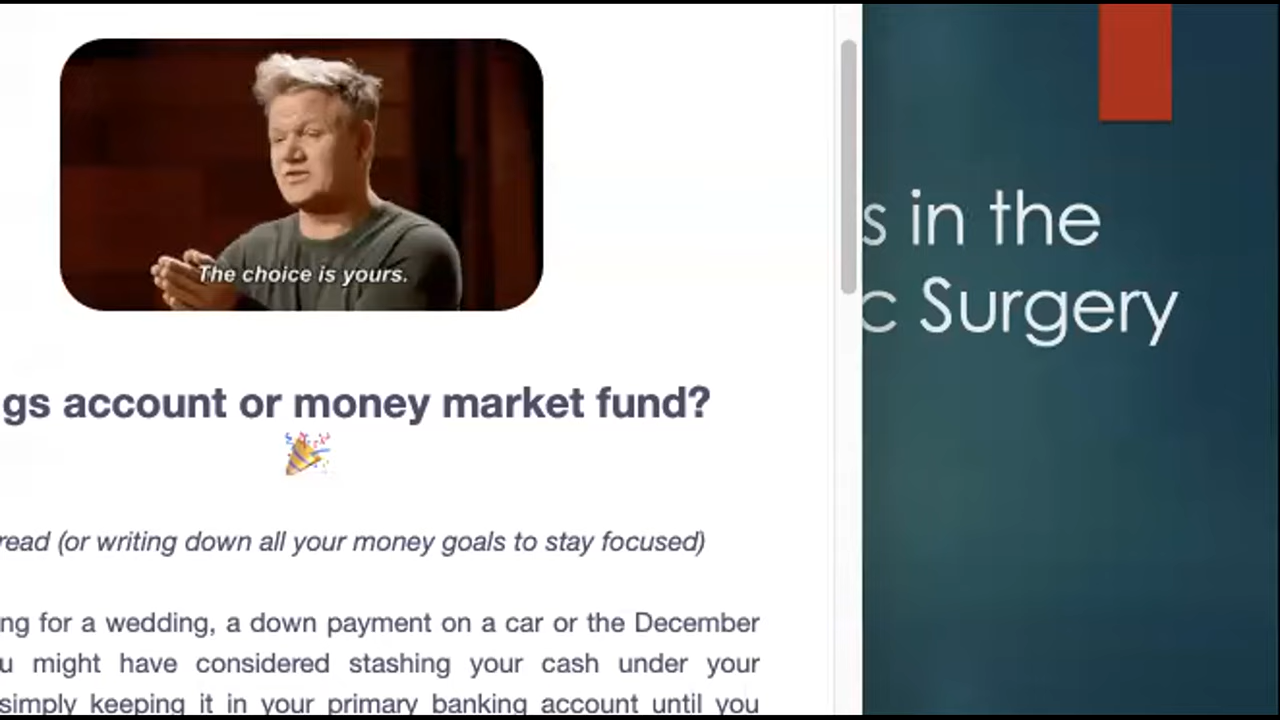 The choice is yours.
gs account or money market fund?
read (or writing down all your money goals to stay focused)
ng for a wedding, a down payment on a car or the December
u might have considered stashing your cash under your
simply keeping it in your primary banking account until you
s in the
c Surgery